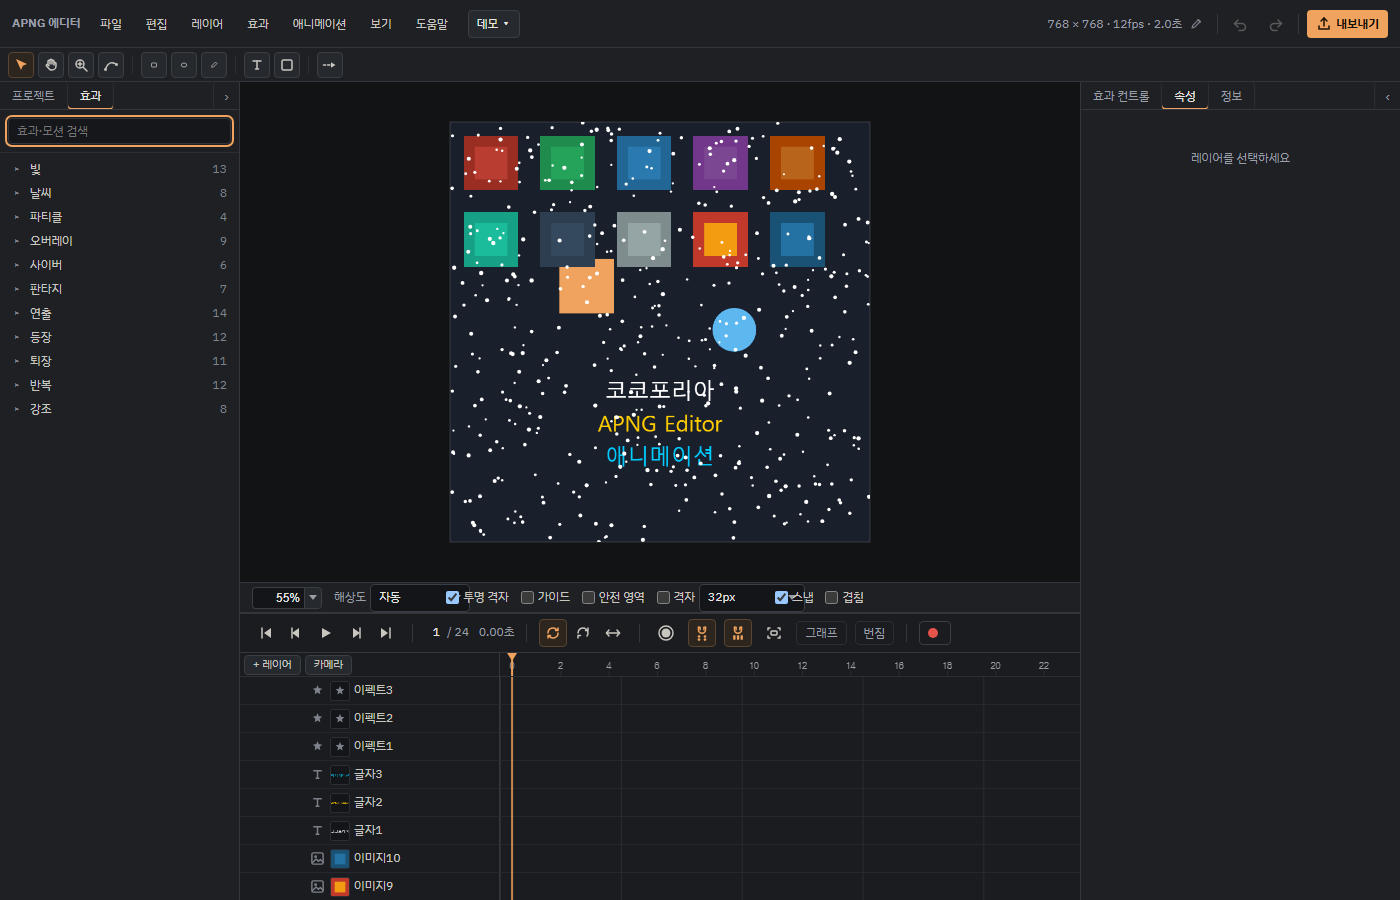 APNG 에디터 파일 편집 레이어 효과 애니메이션 보기 도움말 데모 768 × 768 · 12fps · 2.0초 내보내기
T
프로젝트 효과 ›
효과·모션 검색
빛 13
날씨 8
파티클 4
오버레이 9
사이버 6
판타지 7
연출 14
등장 12
퇴장 11
반복 12
강조 8
코코포리아
APNG Editor
애니메이션
효과 컨트롤 속성 정보 ‹
레이어를 선택하세요
55% 해상도 자동 투명 격자 가이드 안전 영역 격자 32px 스냅 겹침
1 / 24 0.00초 그래프 번짐
+ 레이어 카메라 0 2 4 6 8 10 12 14 16 18 20 22
이펙트3
이펙트2
이펙트1
T 글자3
T 글자2
T 글자1
이미지10
이미지9